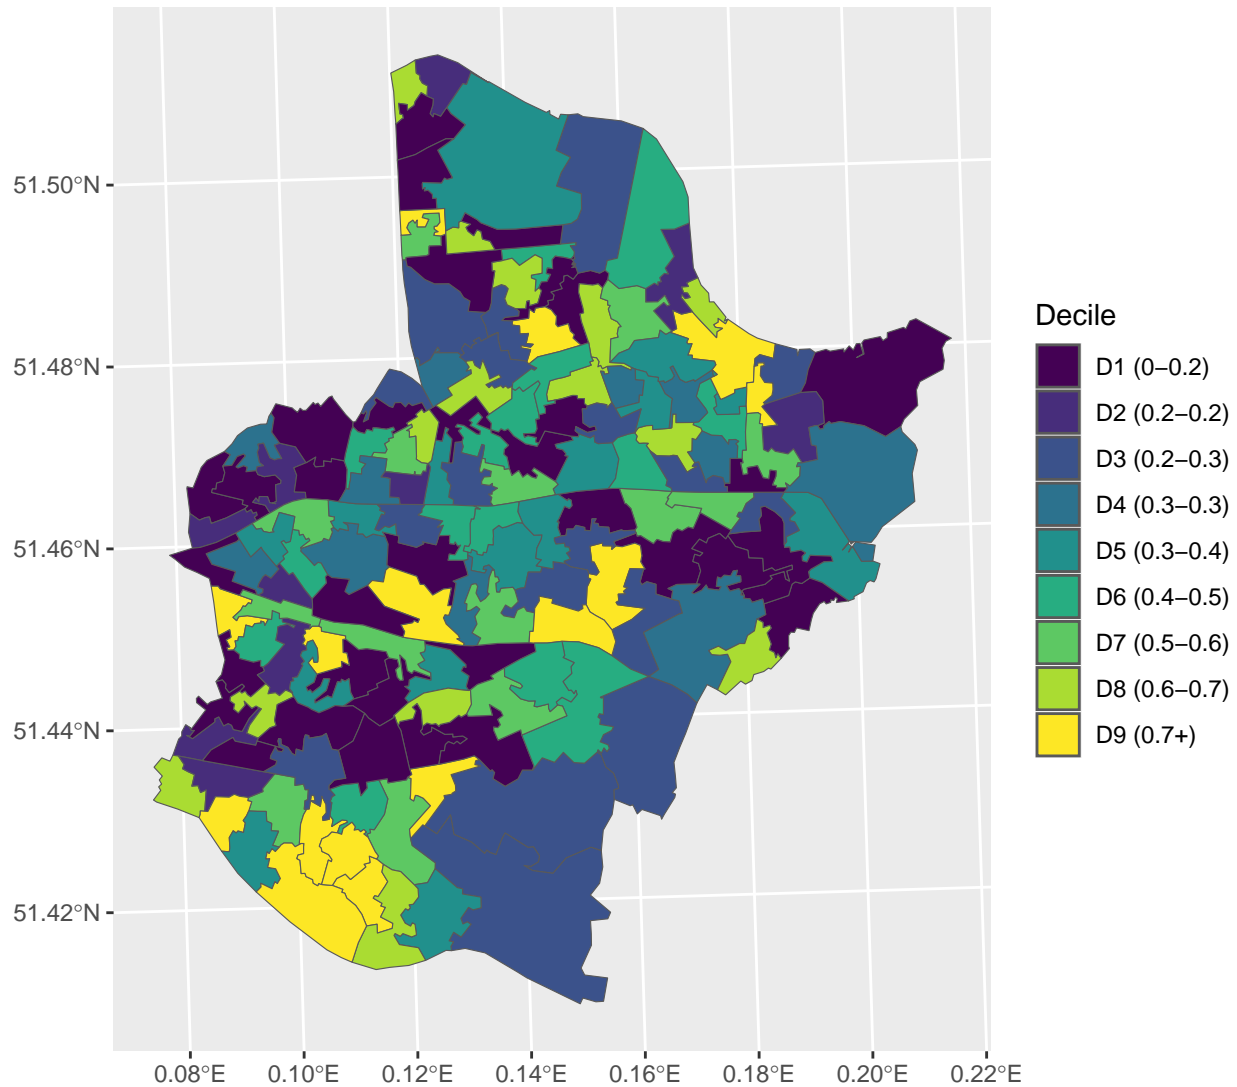 51.50°N
51.48°N
51.46°N
51.44°N
51.42°N
0.08°E 0.10°E 0.12°E 0.14°E 0.16°E 0.18°E 0.20°E 0.22°E
Decile
D1 (0−0.2)
D2 (0.2−0.2)
D3 (0.2−0.3)
D4 (0.3−0.3)
D5 (0.3−0.4)
D6 (0.4−0.5)
D7 (0.5−0.6)
D8 (0.6−0.7)
D9 (0.7+)